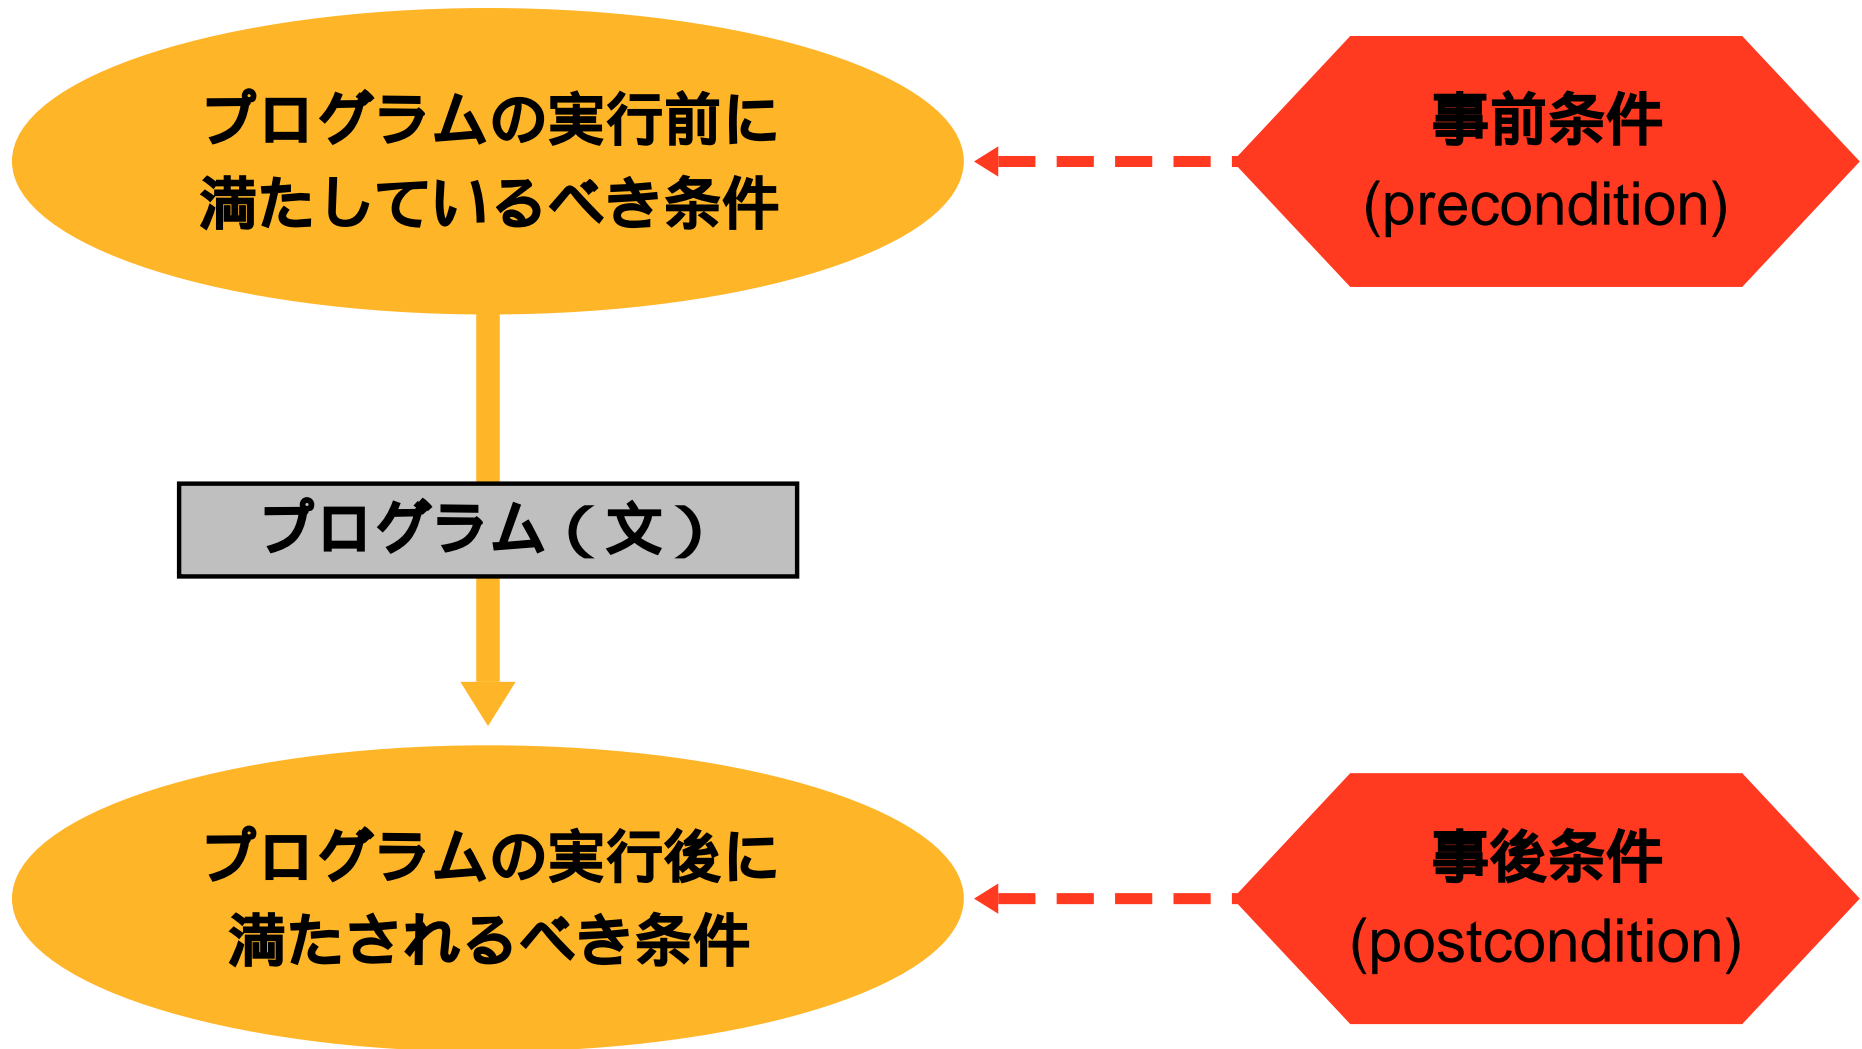 プログラムの実行前に
満たしているべき条件
事前条件
(precondition)
プログラム（文）
プログラムの実行後に
満たされるべき条件
事後条件
(postcondition)